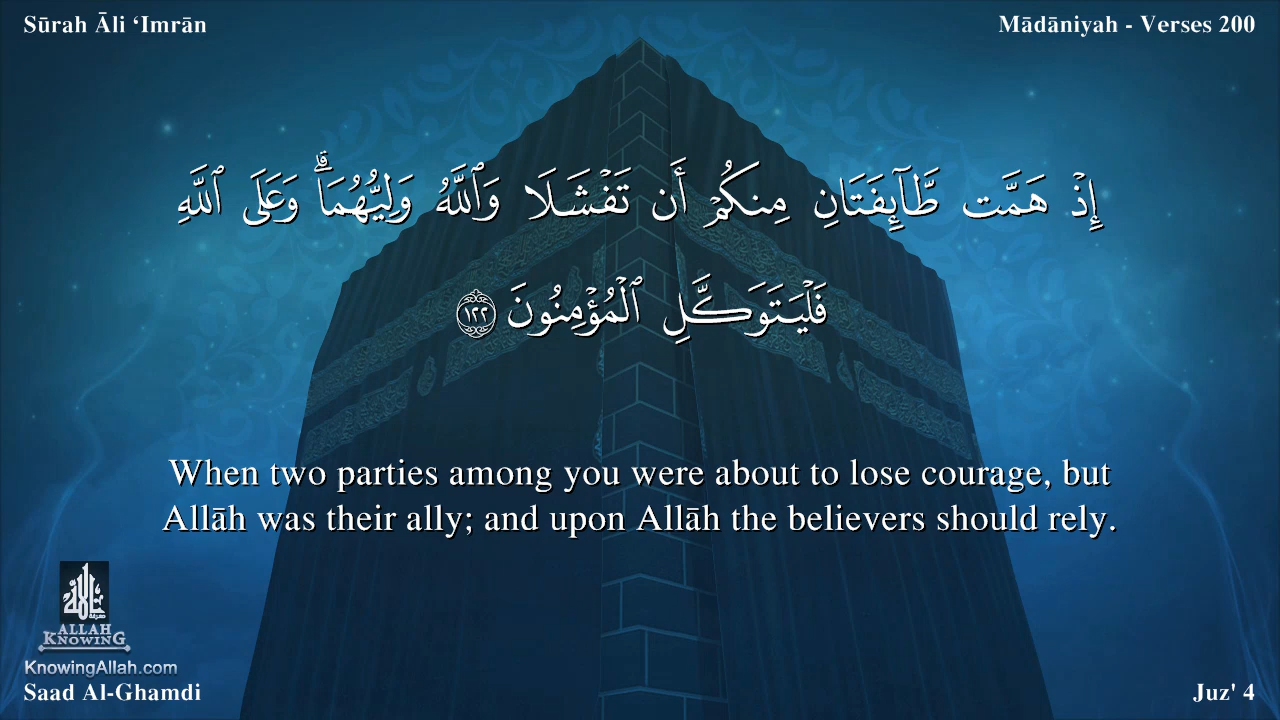 Sūrah Āli ‘Imrān
Mādāniyah - Verses 200
إِذْ هَمَّت طَّآئِفَتَانِ مِنكُمْ أَن تَفْشَلَا وَٱللَّهُ وَلِيُّهُمَا ۗ وَعَلَى ٱللَّهِ
فَلْيَتَوَكَّلِ ٱلْمُؤْمِنُونَ ١٢٢
When two parties among you were about to lose courage, but
Allāh was their ally; and upon Allāh the believers should rely.
ALLAH
KNOWING
KnowingAllah.com
Saad Al-Ghamdi
Juz' 4